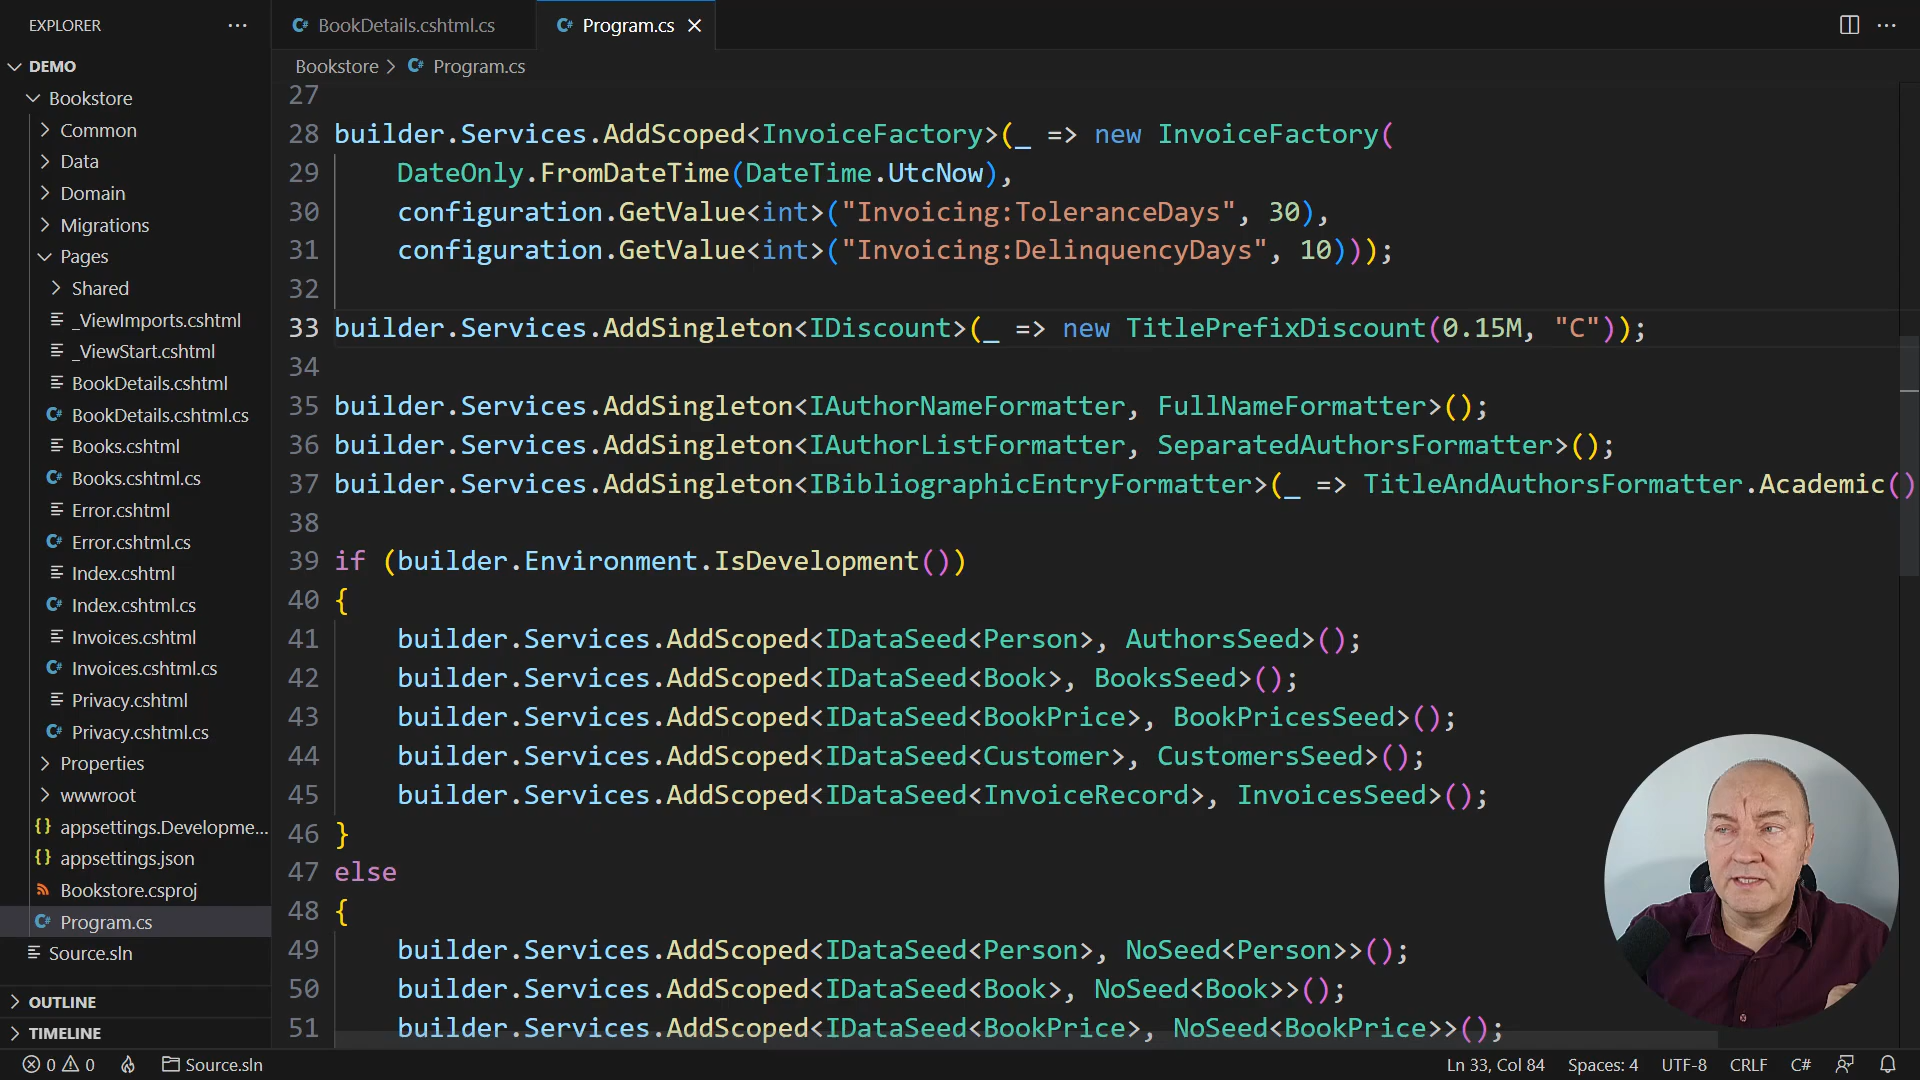 EXPLORER
DEMO
Bookstore
Common
Data
Domain
Migrations
Pages
Shared
_ViewImports.cshtml
_ViewStart.cshtml
BookDetails.cshtml
BookDetails.cshtml.cs
Books.cshtml
Books.cshtml.cs
Error.cshtml
Error.cshtml.cs
Index.cshtml
Index.cshtml.cs
Invoices.cshtml
Invoices.cshtml.cs
Privacy.cshtml
Privacy.cshtml.cs
Properties
wwwroot
appsettings.Developme...
appsettings.json
Bookstore.csproj
Program.cs
Source.sln
OUTLINE
TIMELINE
BookDetails.cshtml.cs
Program.cs
Bookstore > Program.cs
27
28 builder.Services.AddScoped<InvoiceFactory>(_ => new InvoiceFactory(
29 DateOnly.FromDateTime(DateTime.UtcNow),
30 configuration.GetValue<int>("Invoicing:ToleranceDays", 30),
31 configuration.GetValue<int>("Invoicing:DelinquencyDays", 10)));
32
33 builder.Services.AddSingleton<IDiscount>(_ => new TitlePrefixDiscount(0.15M, "C"));
34
35 builder.Services.AddSingleton<IAuthorNameFormatter, FullNameFormatter>();
36 builder.Services.AddSingleton<IAuthorListFormatter, SeparatedAuthorsFormatter>();
37 builder.Services.AddSingleton<IBibliographicEntryFormatter>(_ => TitleAndAuthorsFormatter.Academic()
38
39 if (builder.Environment.IsDevelopment())
40 {
41 builder.Services.AddScoped<IDataSeed<Person>, AuthorsSeed>();
42 builder.Services.AddScoped<IDataSeed<Book>, BooksSeed>();
43 builder.Services.AddScoped<IDataSeed<BookPrice>, BookPricesSeed>();
44 builder.Services.AddScoped<IDataSeed<Customer>, CustomersSeed>();
45 builder.Services.AddScoped<IDataSeed<InvoiceRecord>, InvoicesSeed>();
46 }
47 else
48 {
49 builder.Services.AddScoped<IDataSeed<Person>, NoSeed<Person>>();
50 builder.Services.AddScoped<IDataSeed<Book>, NoSeed<Book>>();
51 builder.Services.AddScoped<IDataSeed<BookPrice>, NoSeed<BookPrice>>();
0 0 Source.sln Ln 33, Col 84 Spaces: 4 UTF-8 CRLF C#